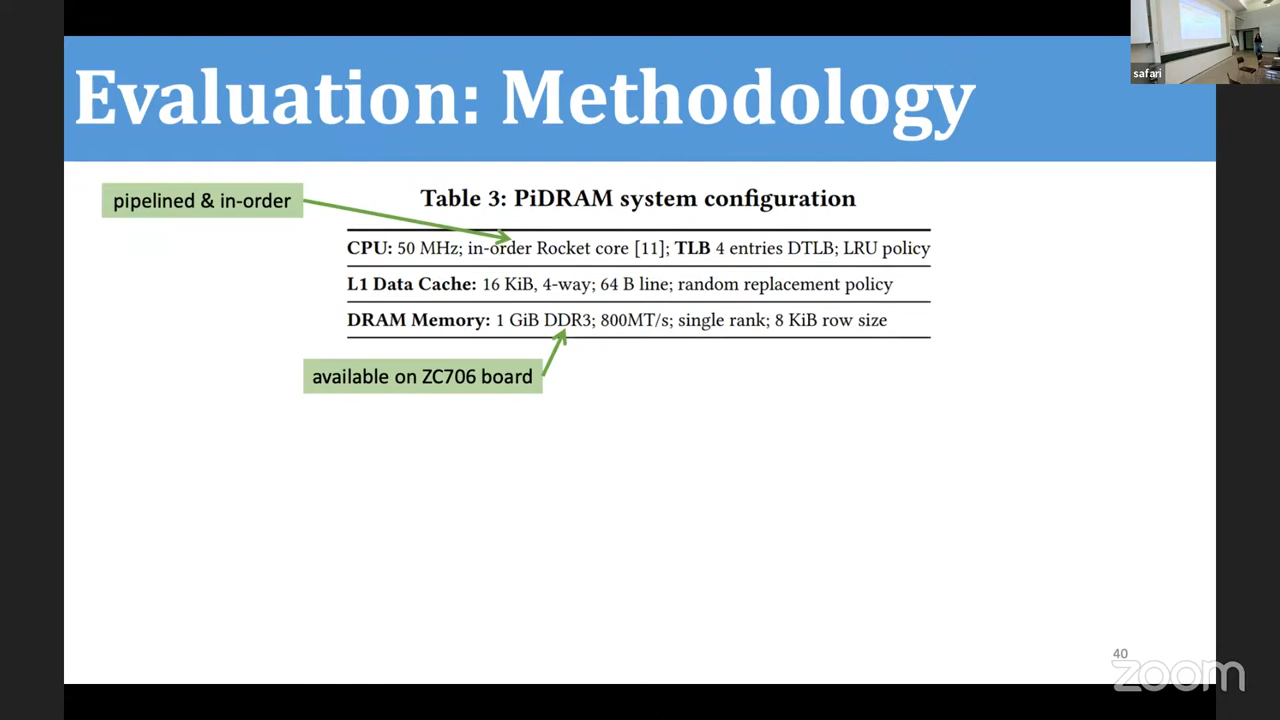 safari
Evaluation: Methodology
pipelined & in-order
Table 3: PiDRAM system configuration
CPU: 50 MHz; in-order Rocket core [11]; TLB 4 entries DTLB; LRU policy
L1 Data Cache: 16 KiB, 4-way; 64 B line; random replacement policy
DRAM Memory: 1 GiB DDR3; 800MT/s; single rank; 8 KiB row size
available on ZC706 board
40
zoom